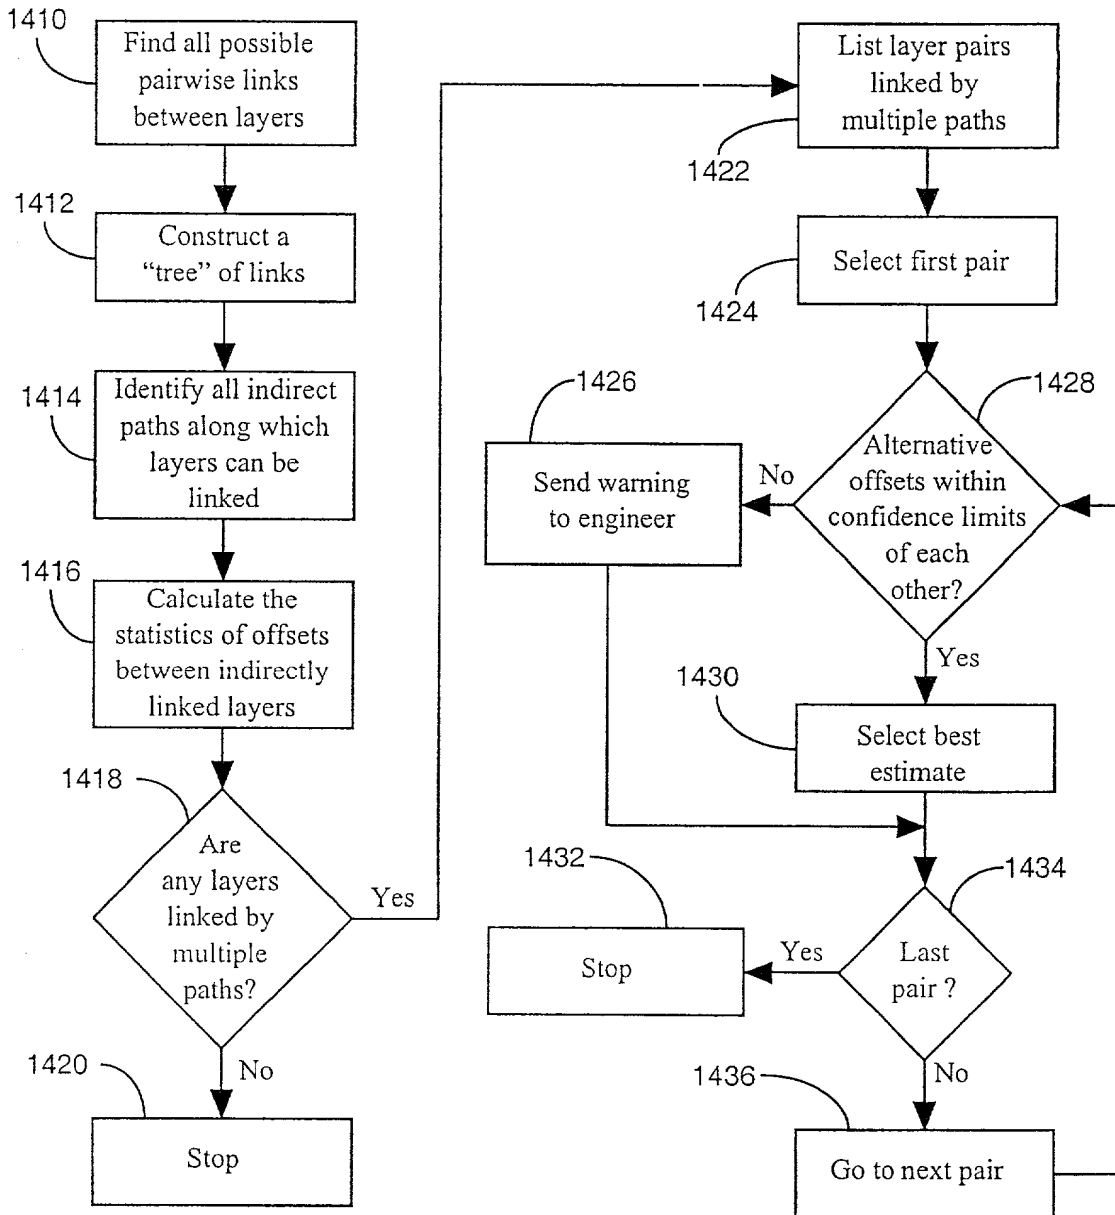 1410
Find all possible
pairwise links
between layers
1412
Construct a
“tree” of links
1414
Identify all indirect
paths along which
layers can be
linked
1416
Calculate the
statistics of offsets
between indirectly
linked layers
1418
Are
any layers
linked by
multiple
paths?
Yes
No
1420
Stop
List layer pairs
linked by
multiple paths
1422
Select first pair
1424
1426
Send warning
to engineer
1428
Alternative
offsets within
confidence limits
of each
other?
No
Yes
1430
Select best
estimate
1432
Stop
1434
Last
pair ?
Yes
No
1436
Go to next pair